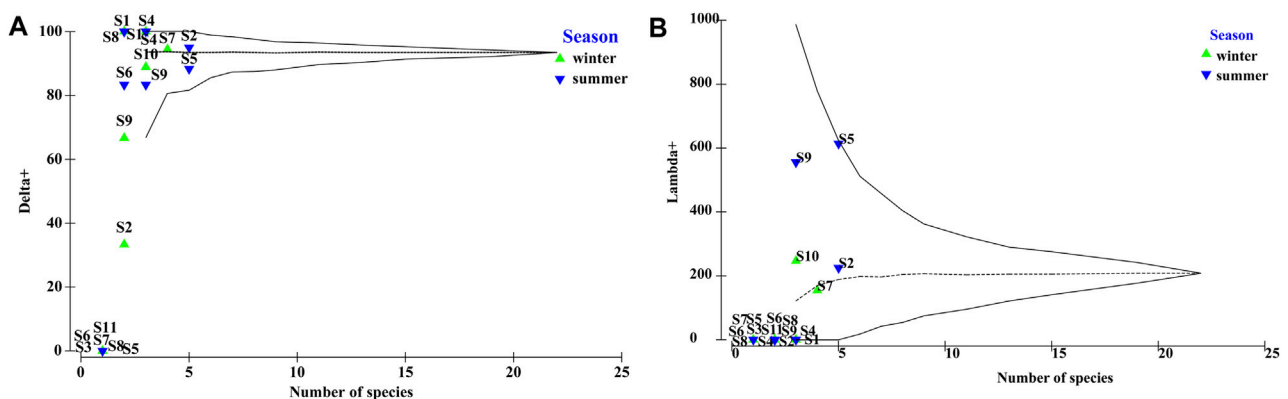 A
100
80
60
40
20
0
Delta+
0
5
10
15
20
25
Number of species
S1
S4
S8
S1
S4
S7
S2
S10
S5
S6
S9
S9
S2
S11
S6
S7
S3
S8
S5
Season
winter
summer
B
1000
800
600
400
200
0
Lambda+
0
5
10
15
20
25
Number of species
S5
S9
S10
S2
S7
S7
S5
S6
S8
S6
S3
S11
S9
S4
S8
S4
S2
S1
Season
winter
summer